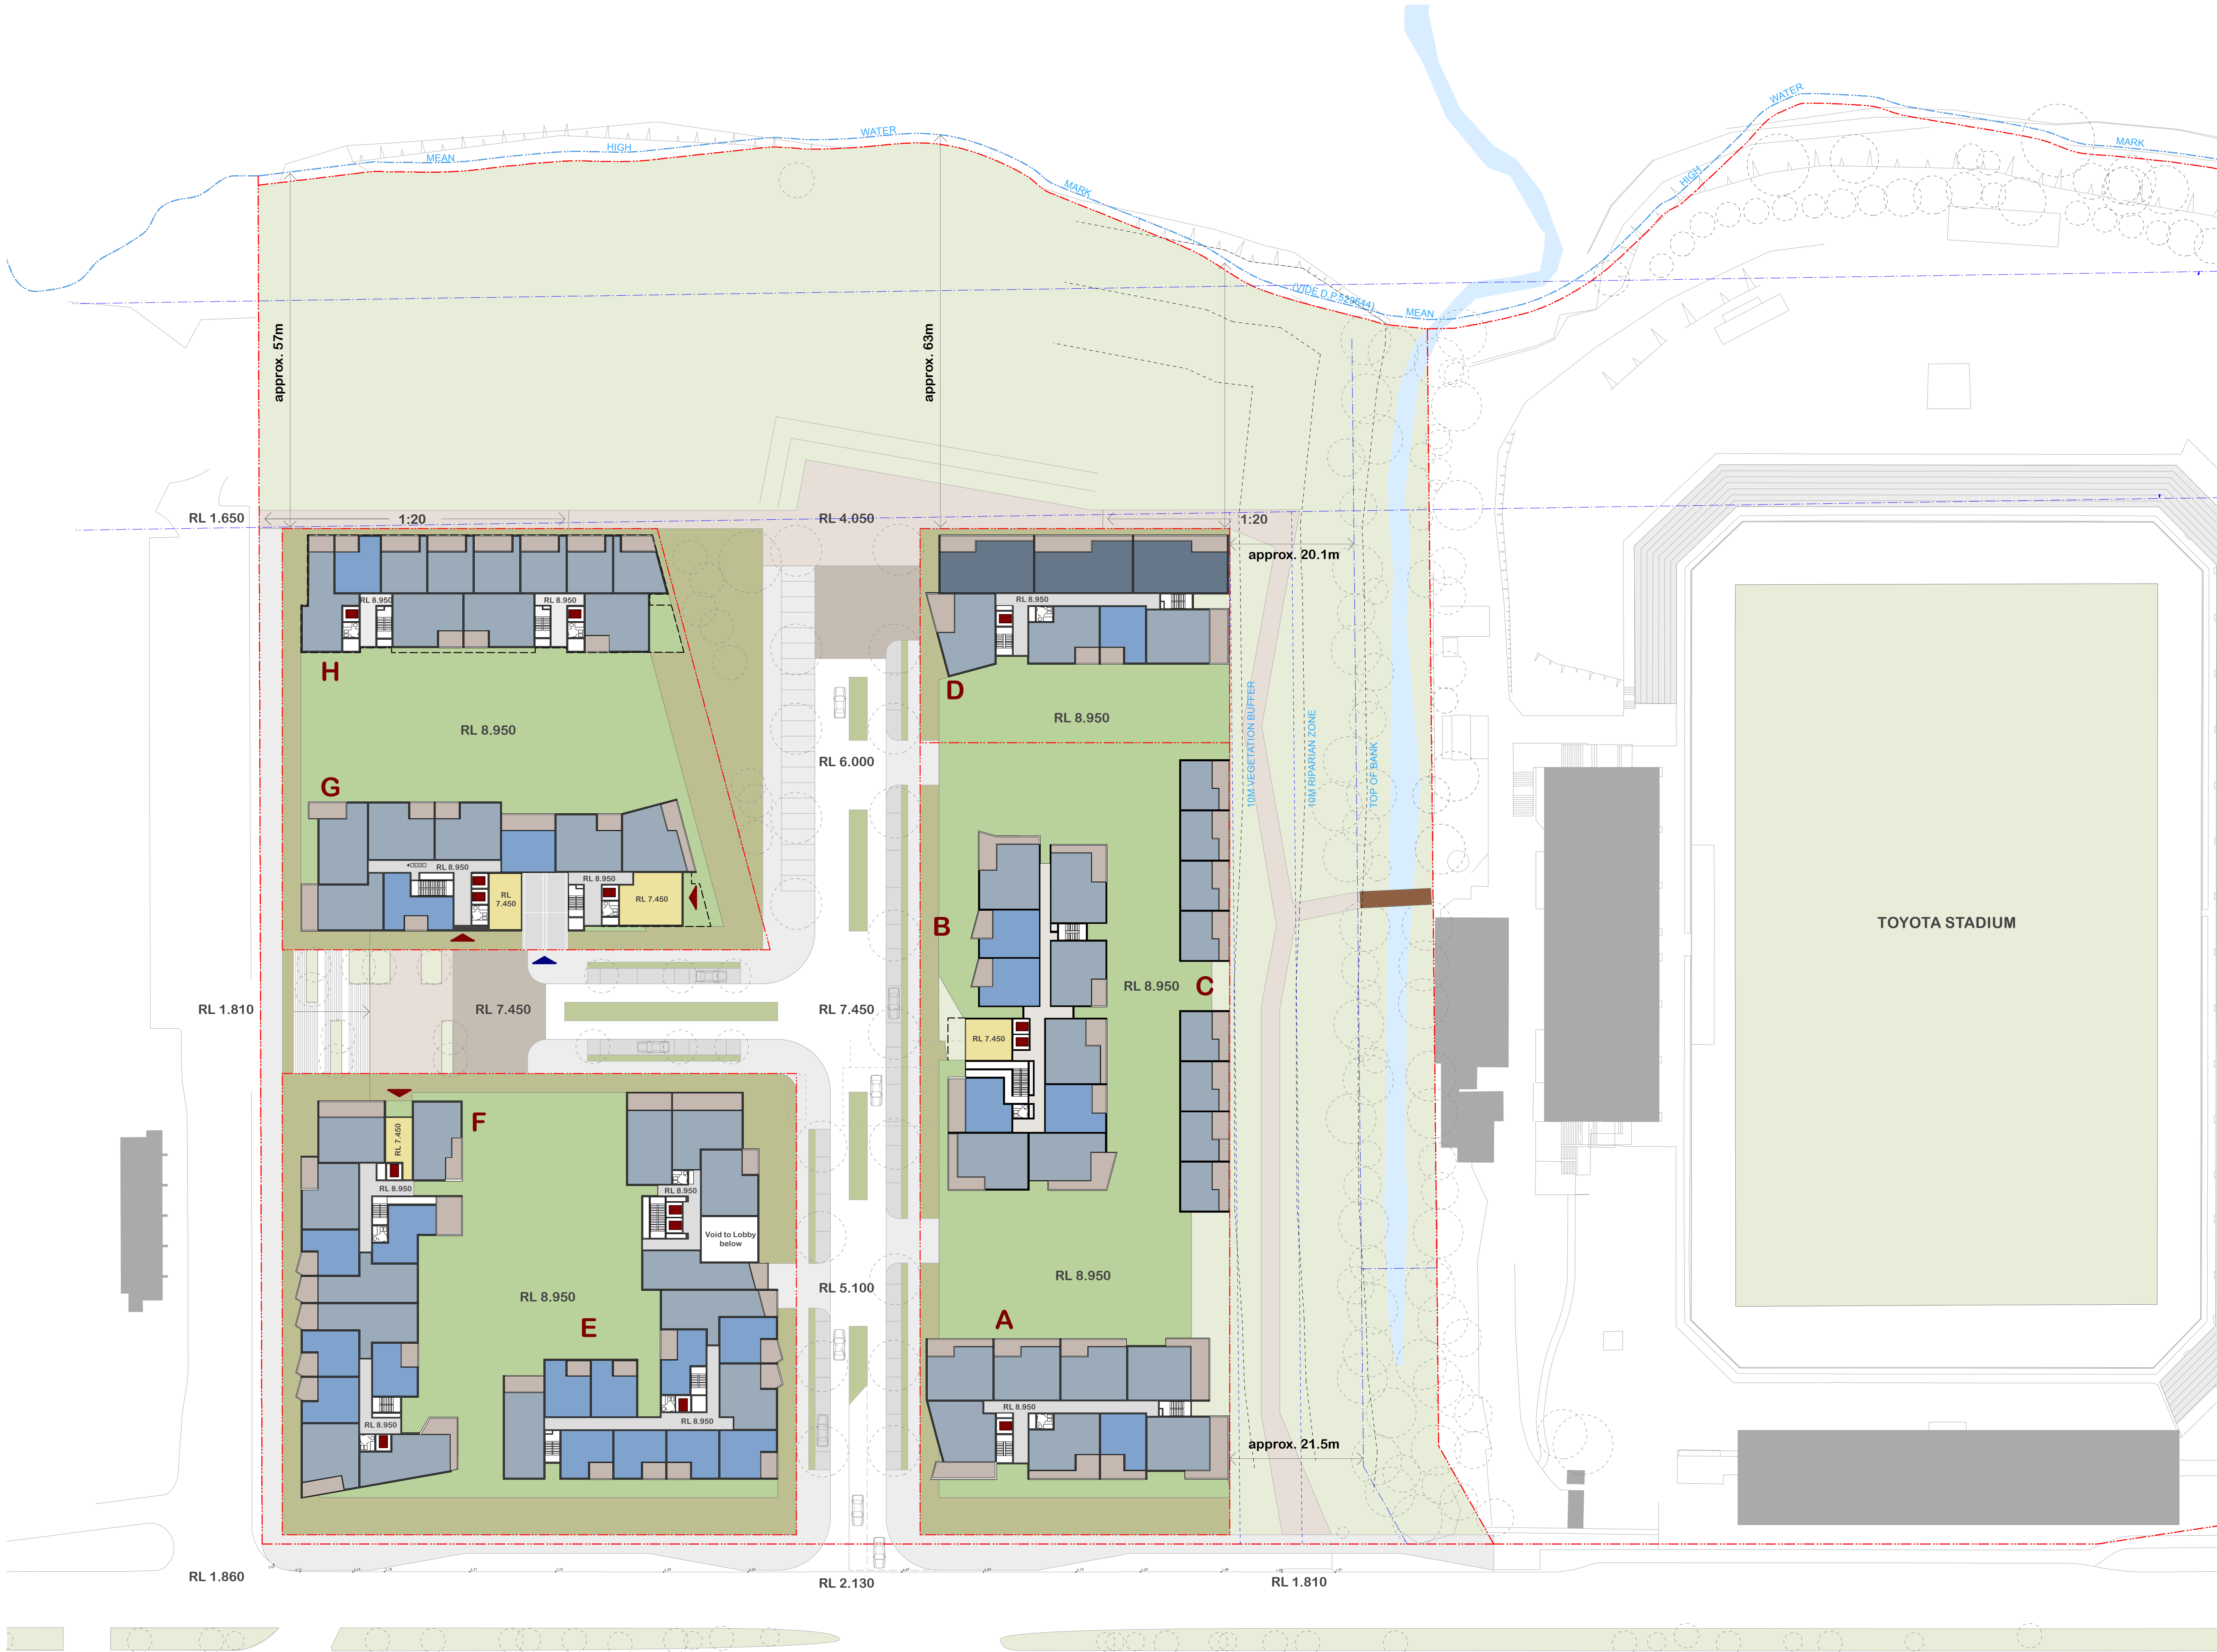 WATER
HIGH
MEAN
MARK
(VIDE D.P.529644)
MEAN
HIGH
WATER
MARK
approx. 57m
approx. 63m
RL 1.650
1:20
RL 4.050
1:20
approx. 20.1m
RL 8.950
RL 8.950
RL 8.950
H
D
RL 8.950
RL 8.950
RL 6.000
10M VEGETATION BUFFER
10M RIPARIAN ZONE
TOP OF BANK
G
RL 8.950
RL 8.950
RL
7.450
RL 7.450
B
TOYOTA STADIUM
RL 8.950
C
RL 1.810
RL 7.450
RL 7.450
RL 7.450
F
RL 7.450
RL 8.950
RL 8.950
Void to Lobby
below
RL 8.950
RL 5.100
RL 8.950
E
A
RL 8.950
RL 8.950
RL 8.950
approx. 21.5m
RL 1.860
RL 2.130
RL 1.810